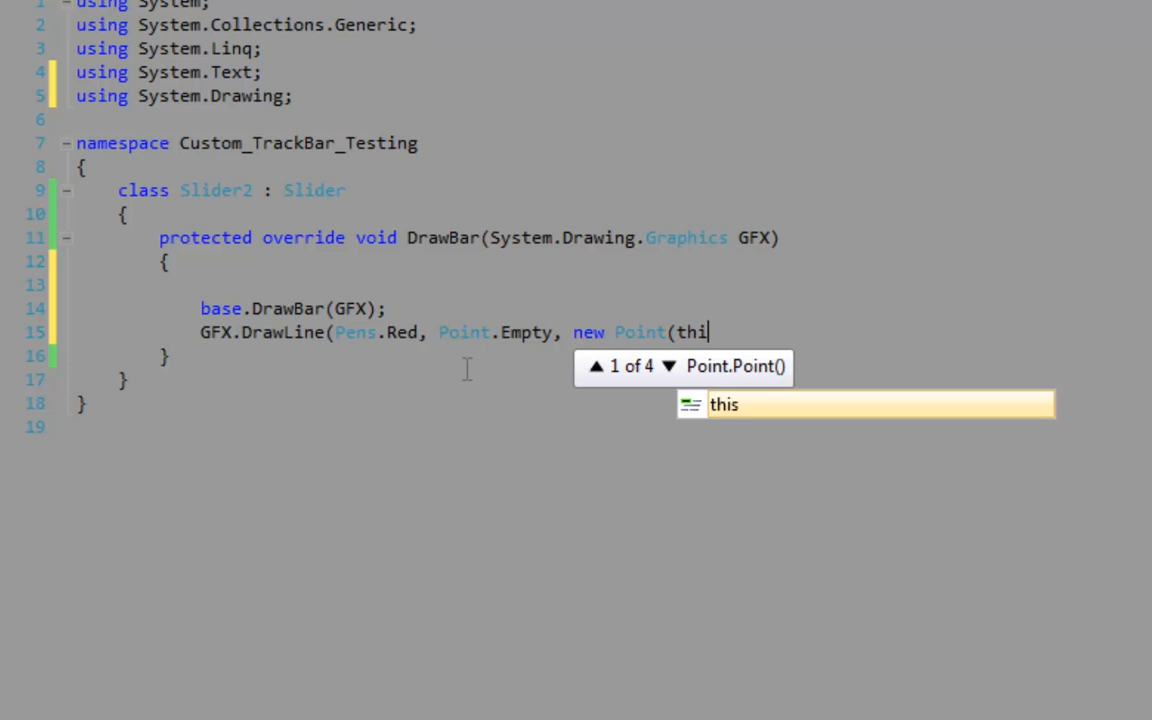 1 using System;
2 using System.Collections.Generic;
3 using System.Linq;
4 using System.Text;
5 using System.Drawing;
6
7 namespace Custom_TrackBar_Testing
8 {
9 class Slider2 : Slider
10 {
11 protected override void DrawBar(System.Drawing.Graphics GFX)
12 {
13
14 base.DrawBar(GFX);
15 GFX.DrawLine(Pens.Red, Point.Empty, new Point(thi
16 }
▲ 1 of 4 ▼ Point.Point()
17 }
this
18 }
19